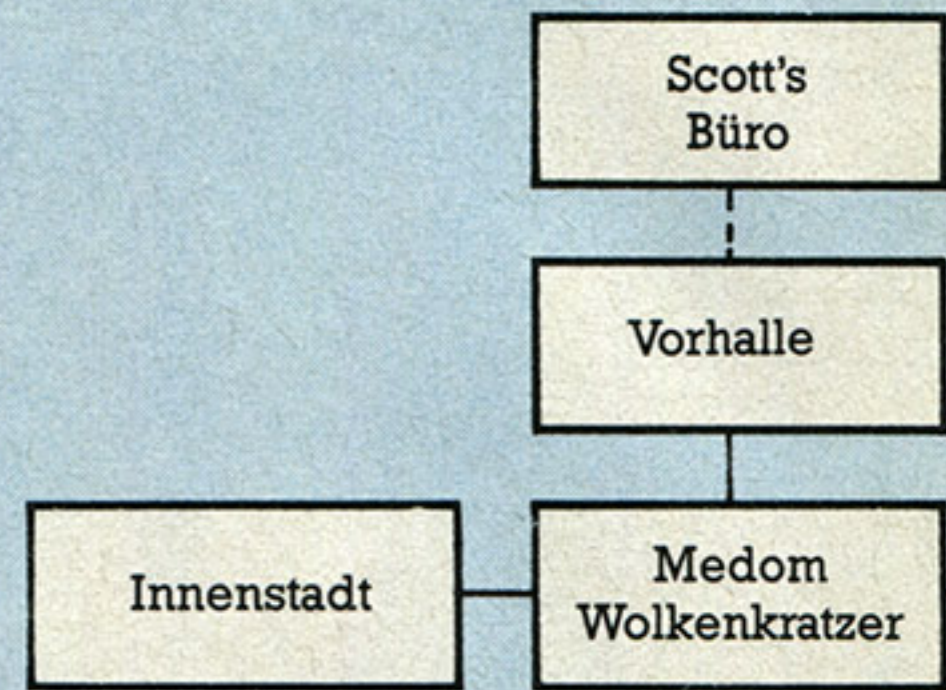 Scott's
Büro
Vorhalle
Innenstadt
Medom
Wolkenkratzer